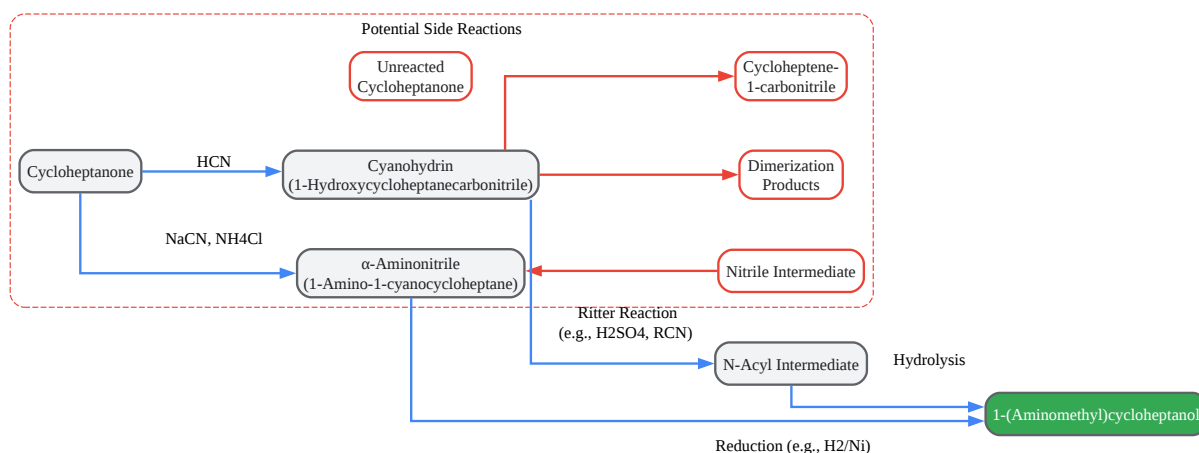 Potential Side Reactions
Unreacted
Cycloheptanone
Cycloheptene-
1-carbonitrile
Cycloheptanone
HCN
Cyanohydrin
(1-Hydroxycycloheptanecarbonitrile)
Dimerization
Products
NaCN, NH4Cl
α-Aminonitrile
(1-Amino-1-cyanocycloheptane)
Nitrile Intermediate
Ritter Reaction
(e.g., H2SO4, RCN)
N-Acyl Intermediate
Hydrolysis
1-(Aminomethyl)cycloheptanol
Reduction (e.g., H2/Ni)